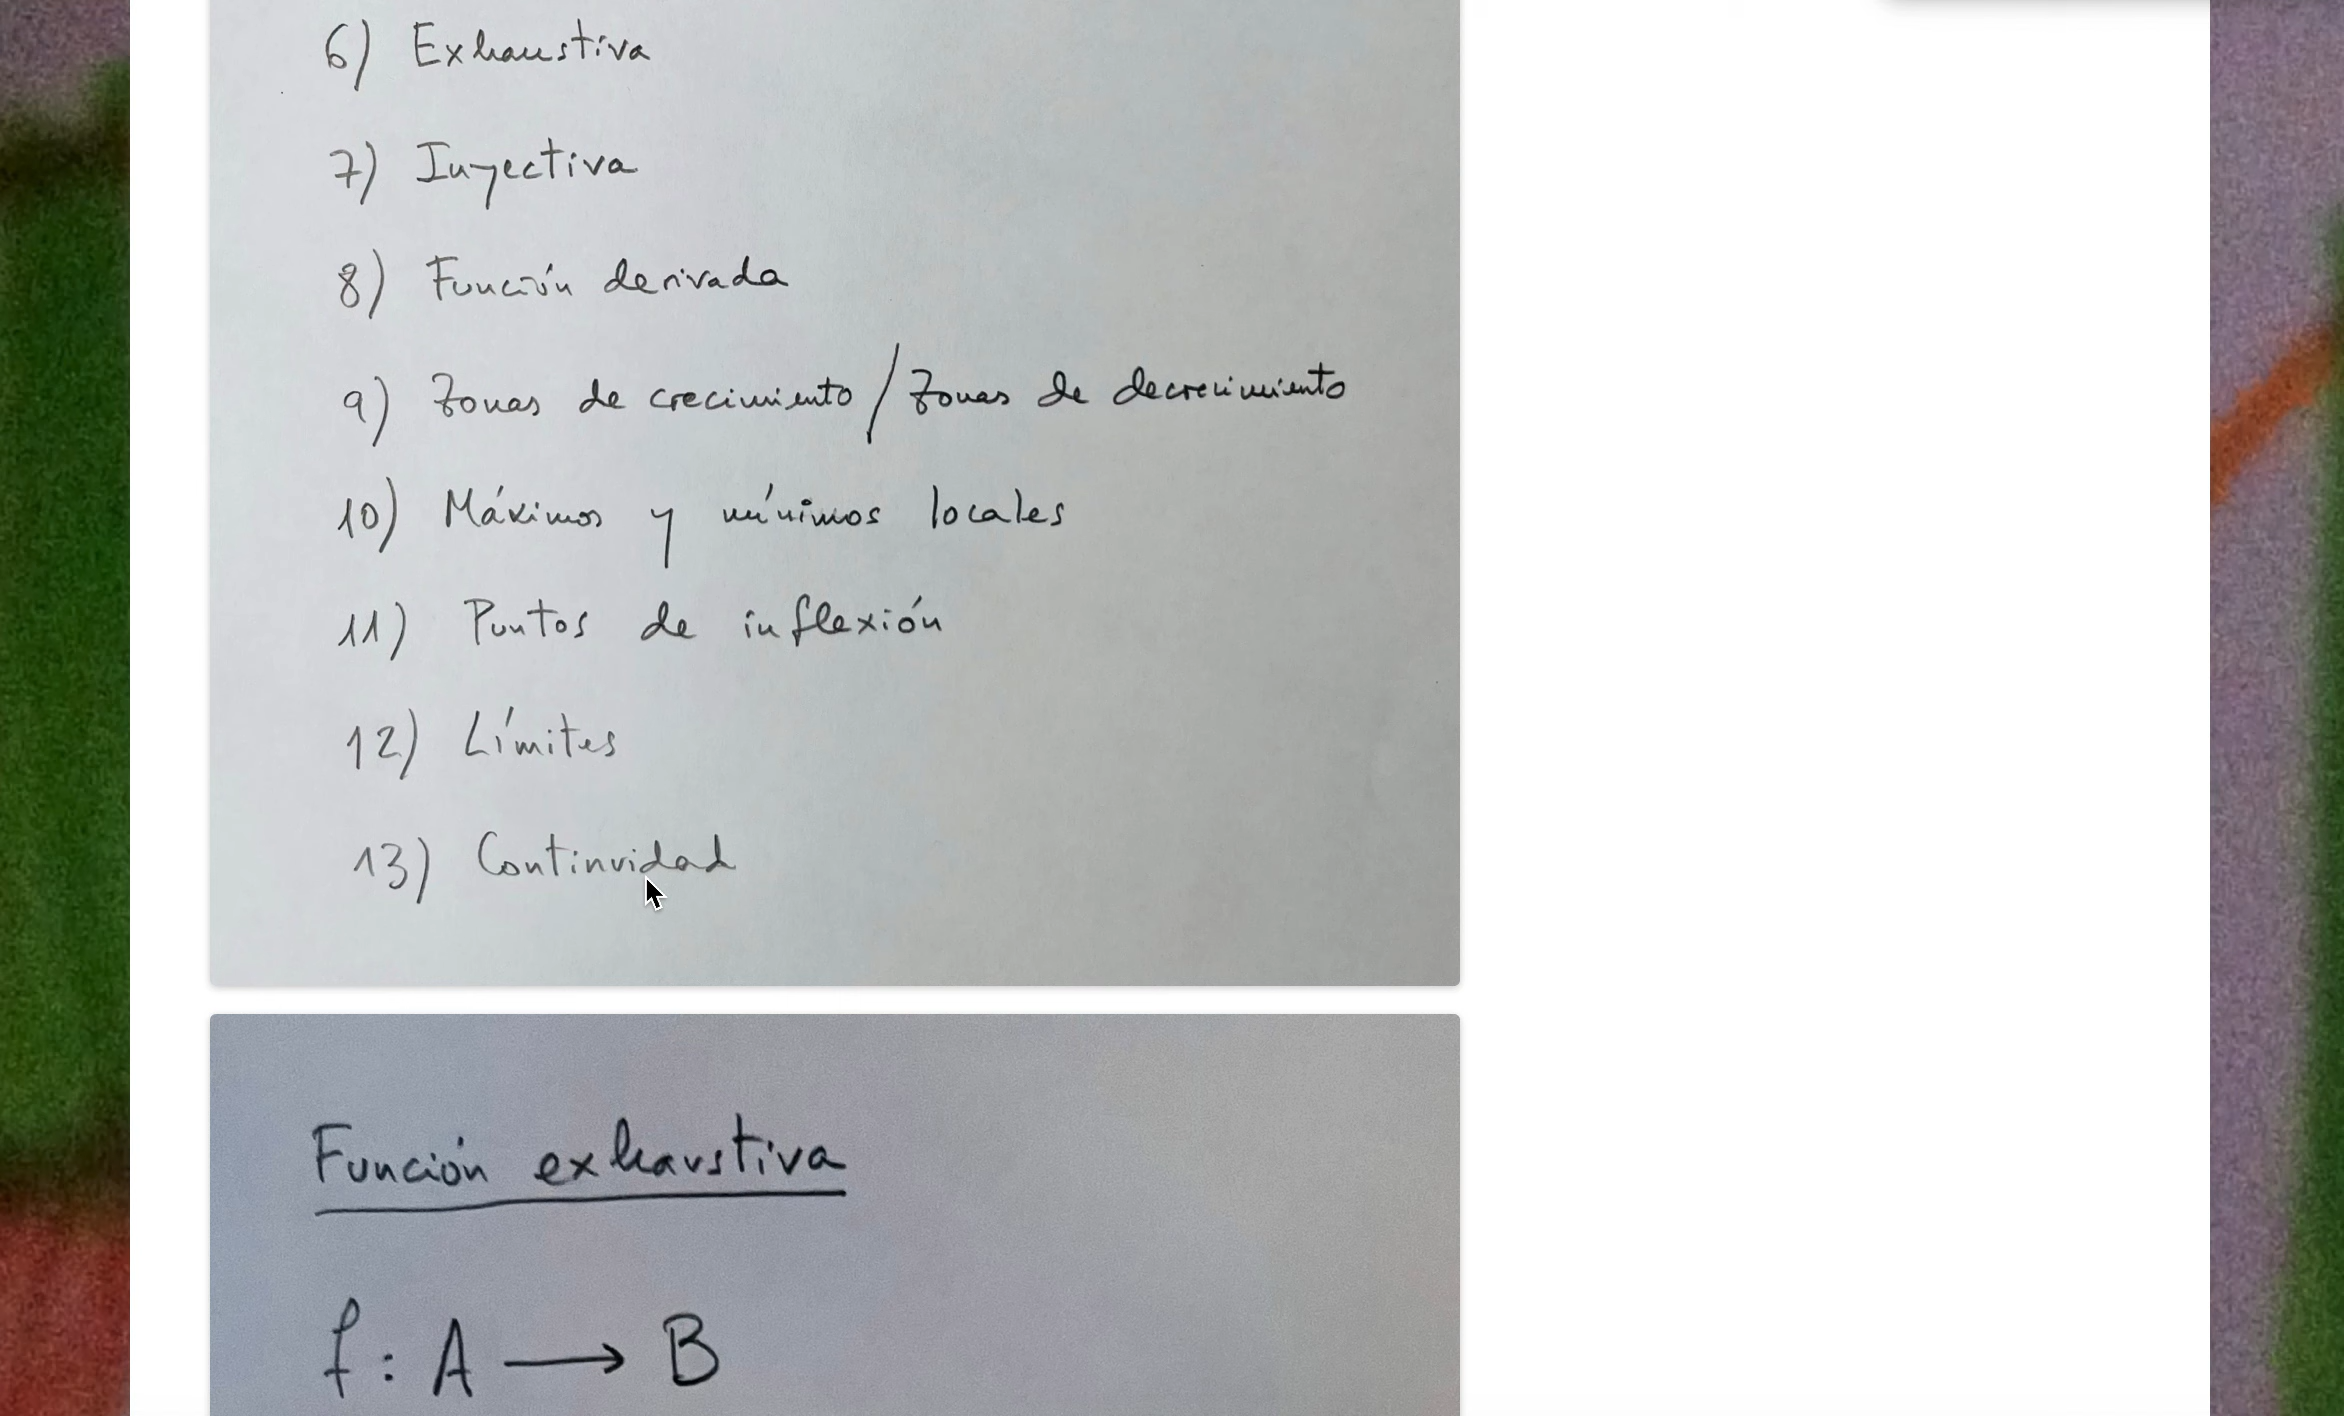 6) Exhaustiva
7) Inyectiva
8) Función derivada
9) Zonas de crecimiento / Zonas de decrecimiento
10) Máximos y mínimos locales
11) Puntos de inflexión
12) Límites
13) Continuidad
Función exhaustiva
f : A ⟶ B